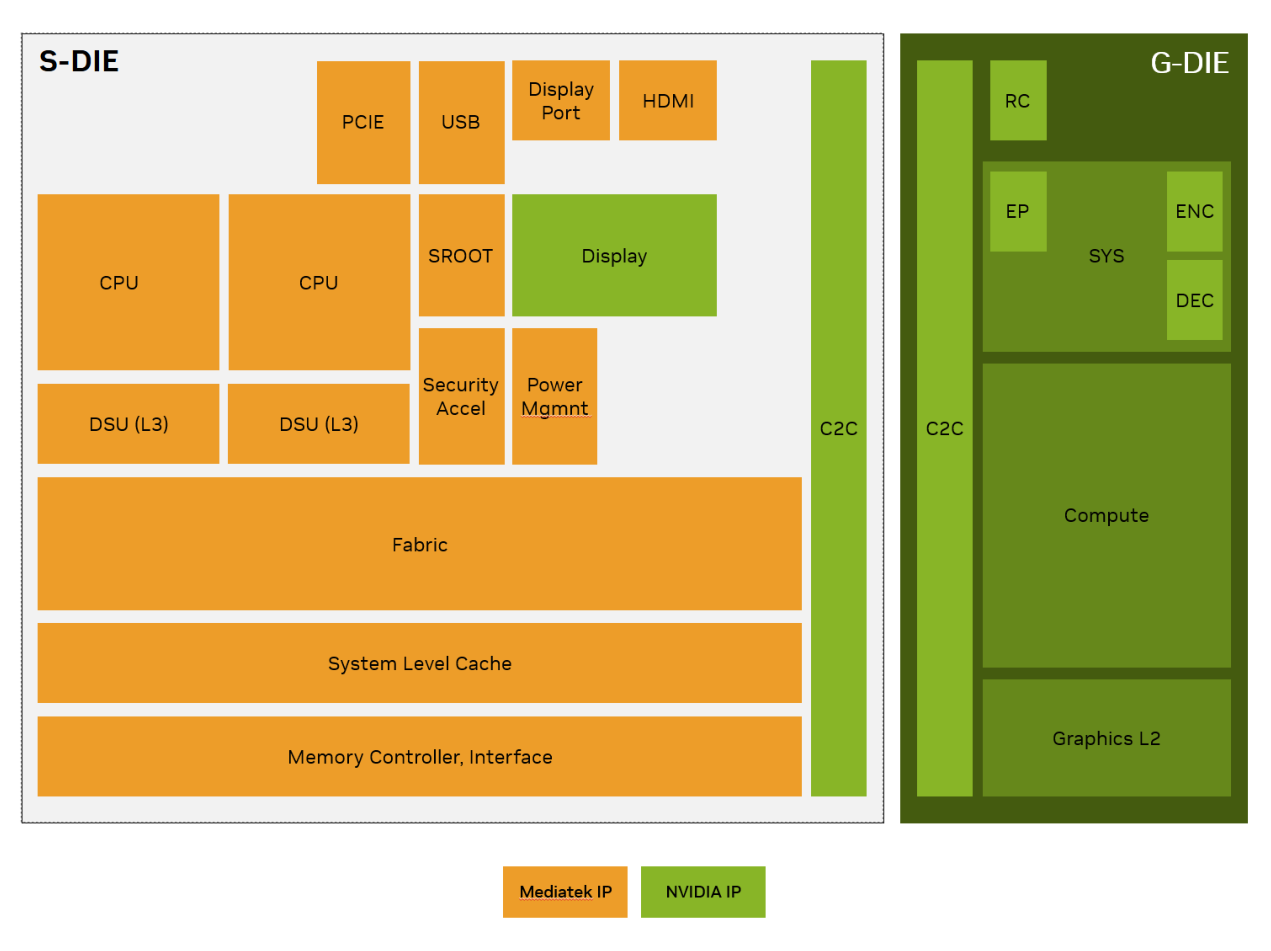 S-DIE
G-DIE
PCIE
USB
Display
Port
HDMI
RC
CPU
CPU
SROOT
Display
EP
SYS
ENC
DEC
DSU (L3)
DSU (L3)
Security
Accel
Power
Mgmnt
C2C
C2C
Fabric
Compute
System Level Cache
Graphics L2
Memory Controller, Interface
Mediatek IP
NVIDIA IP